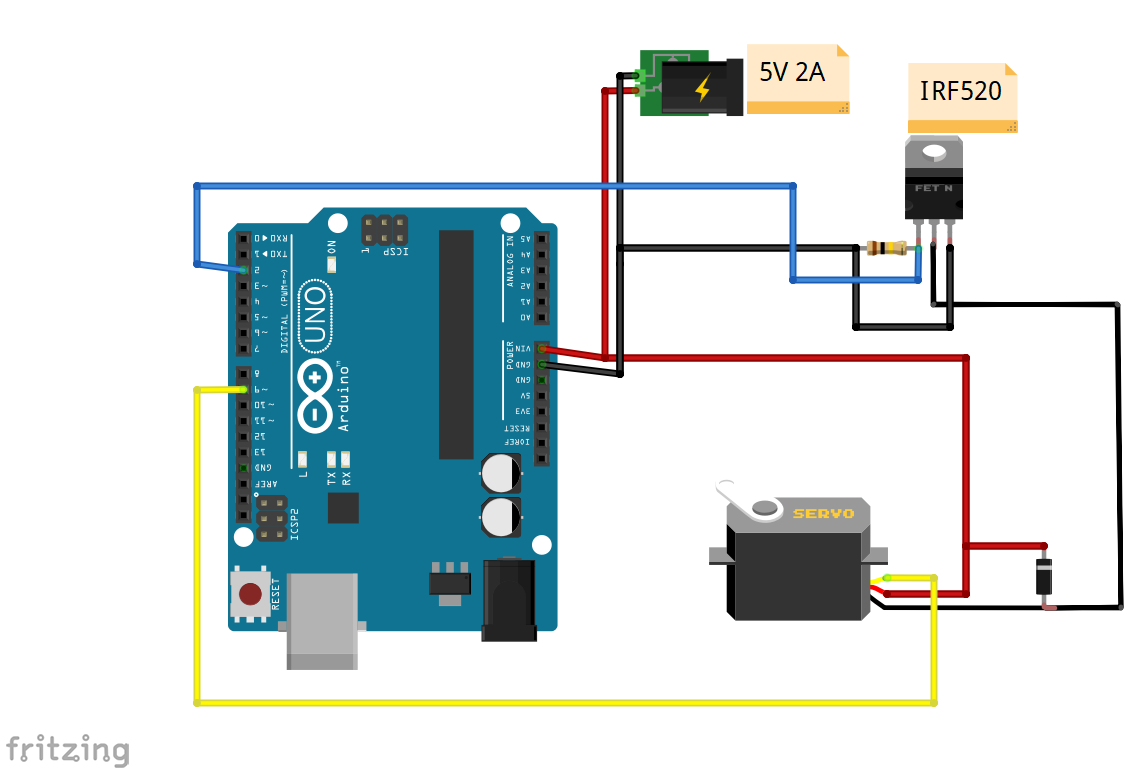 5V 2A
IRF520
FET N
RX0◄0
TX0►1
2
~3
4
~5
~6
7
DIGITAL (PWM=~)
8
~9
~10
~11
12
13
GND
AREF
ON
1
ICSP
UNO
Arduino™
L
TX
RX
ICSP2
RESET
ANALOG IN
A5
A4
A3
A2
A1
A0
POWER
VIN
GND
GND
5V
3V3
RESET
IOREF
SERVO
fritzing